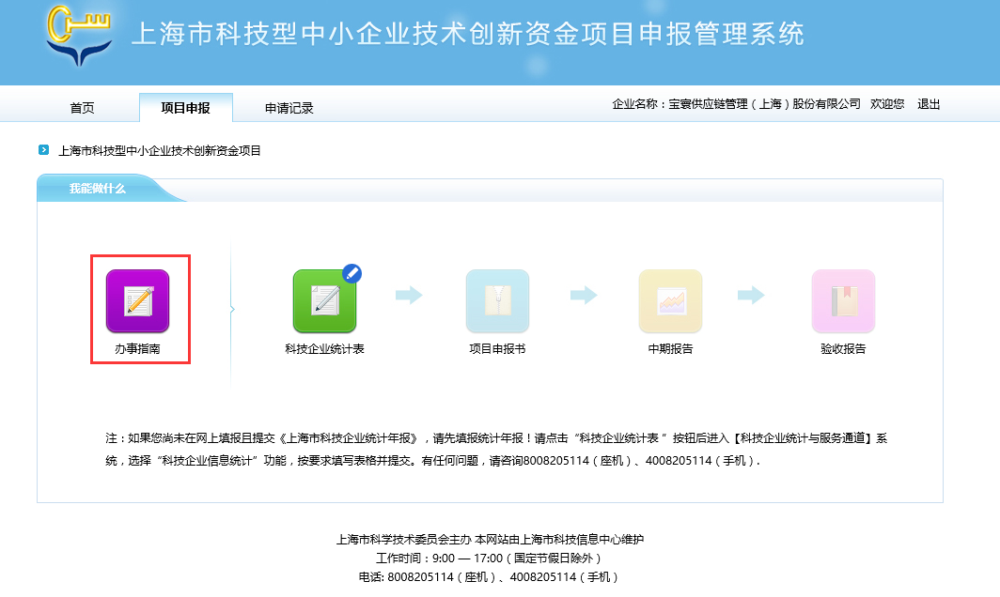 上海市科技型中小企业技术创新资金项目申报管理系统
首页 项目申报 申请记录 企业名称：宝寰供应链管理（上海）股份有限公司 欢迎您 退出
上海市科技型中小企业技术创新资金项目
我能做什么
办事指南 科技企业统计表 项目申报书 中期报告 验收报告
注：如果您尚未在网上填报且提交《上海市科技企业统计年报》，请先填报统计年报！请点击“科技企业统计表 ”按钮后进入【科技企业统计与服务通道】系
统，选择“科技企业信息统计”功能，按要求填写表格并提交。有任何问题，请咨询8008205114（座机）、4008205114（手机）.
上海市科学技术委员会主办 本网站由上海市科技信息中心维护
工作时间：9:00 — 17:00（国定节假日除外）
电话: 8008205114（座机）、4008205114（手机）